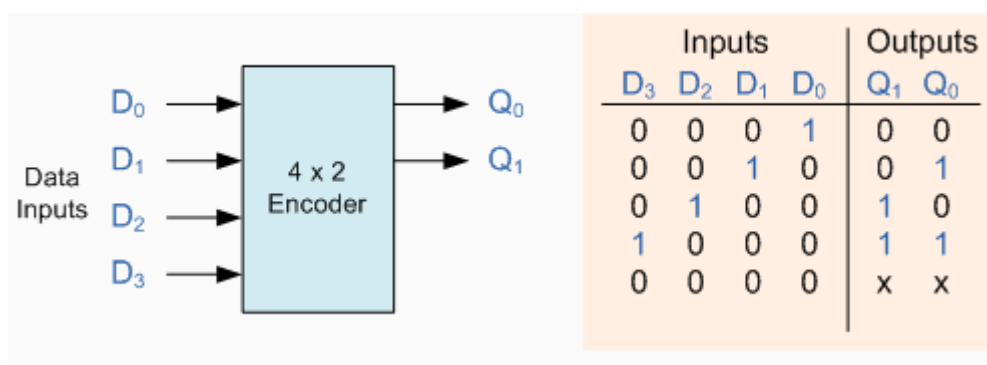 D₀
D₁
Data
Inputs
D₂
D₃
4 x 2
Encoder
Q₀
Q₁
Inputs Outputs
D₃ D₂ D₁ D₀ Q₁ Q₀
0 0 0 1 0 0
0 0 1 0 0 1
0 1 0 0 1 0
1 0 0 0 1 1
0 0 0 0 x x